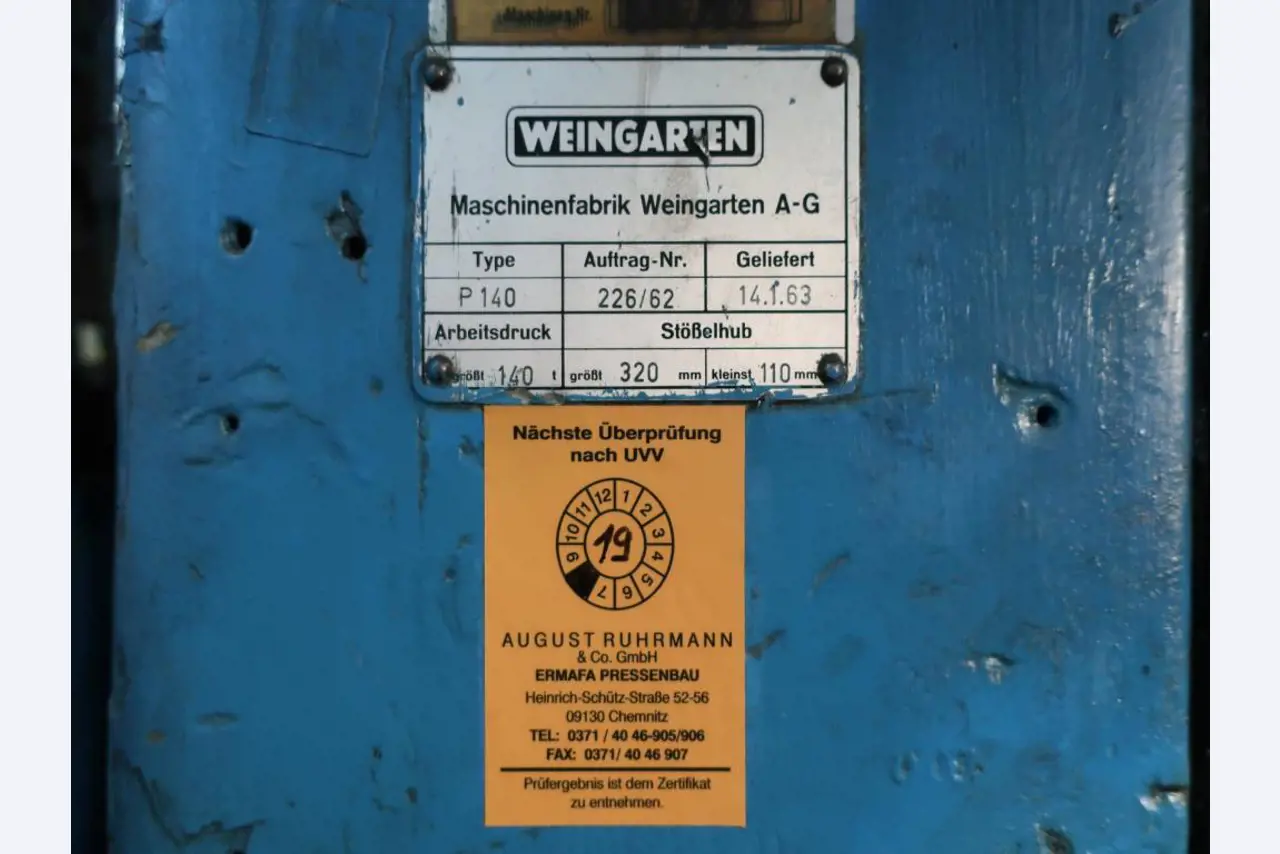 Maschinen Nr.
WEINGARTEN
Maschinenfabrik Weingarten A-G
Type Auftrag-Nr. Geliefert
P 140 226/62 14.1.63
Arbeitsdruck Stößelhub
größt 140 t größt 320 mm kleinst 110 mm
Nächste Überprüfung
nach UVV
12 1 2 3 4 5 6 7 9 10 11
19
AUGUST RUHRMANN
& Co. GmbH
ERMAFA PRESSENBAU
Heinrich-Schütz-Straße 52-56
09130 Chemnitz
TEL: 0371 / 40 46-905/906
FAX: 0371/ 40 46 907
Prüfergebnis ist dem Zertifikat
zu entnehmen.